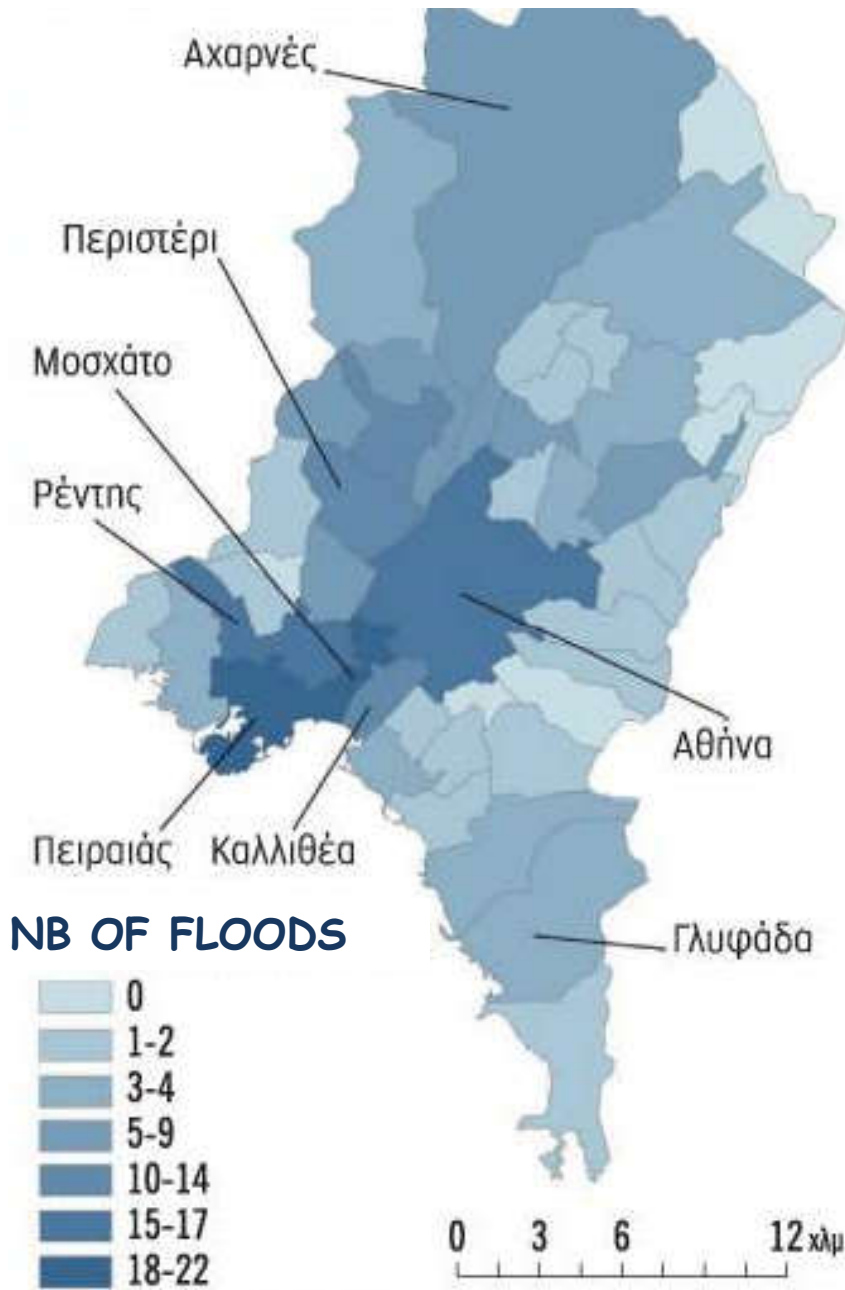 Αχαρνές
Περιστέρι
Μοσχάτο
Ρέντης
Αθήνα
Πειραιάς
Καλλιθέα
Γλυφάδα
NB OF FLOODS
0
1-2
3-4
5-9
10-14
15-17
18-22
0 3 6 12 χλμ